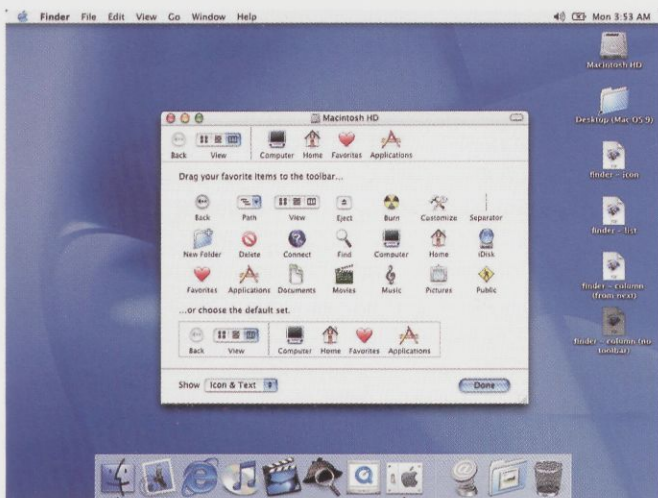 Finder File Edit View Go Window Help
Mon 3:53 AM
Macintosh HD
Macintosh HD
Back View Computer Home Favorites Applications
Desktop (Mac OS 9)
Drag your favorite items to the toolbar...
Back Path View Eject Burn Customize Separator
finder - icon
New Folder Delete Connect Find Computer Home iDisk
finder - list
Favorites Applications Documents Movies Music Pictures Public
finder - column
(from next)
...or choose the default set.
Back View Computer Home Favorites Applications
finder - column (no
toolbar)
Show Icon & Text
Done